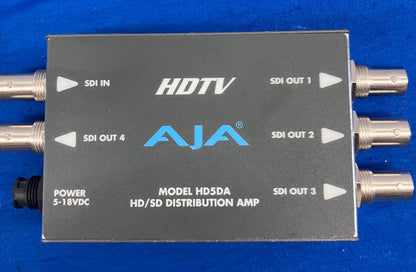 SDI IN
HDTV
SDI OUT 1
SDI OUT 4
AJA®
SDI OUT 2
POWER
5-18VDC
MODEL HD5DA
HD/SD DISTRIBUTION AMP
SDI OUT 3